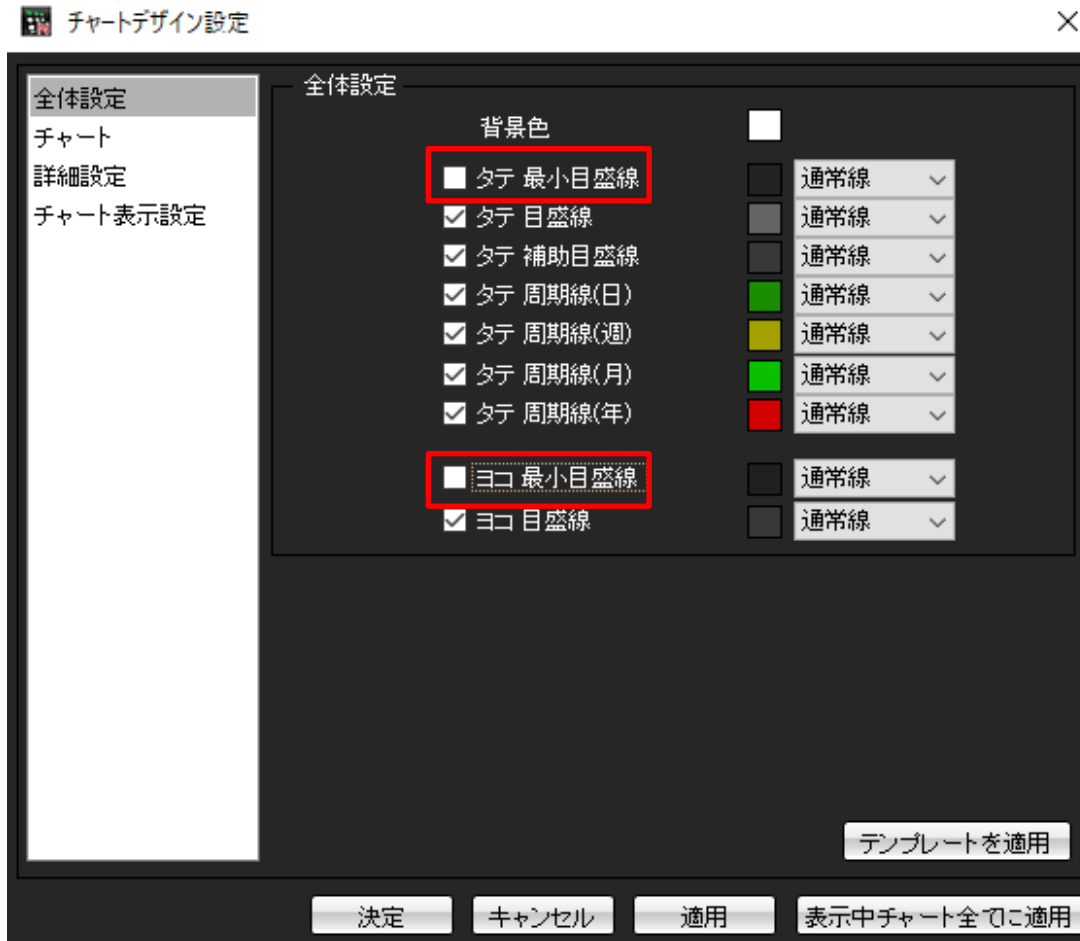 チャートデザイン設定
全体設定
チャート
詳細設定
チャート表示設定
全体設定
背景色
タテ 最小目盛線 通常線
タテ 目盛線 通常線
タテ 補助目盛線 通常線
タテ 周期線(日) 通常線
タテ 周期線(週) 通常線
タテ 周期線(月) 通常線
タテ 周期線(年) 通常線
ヨコ 最小目盛線 通常線
ヨコ 目盛線 通常線
テンプレートを適用
決定 キャンセル 適用 表示中チャート全てに適用